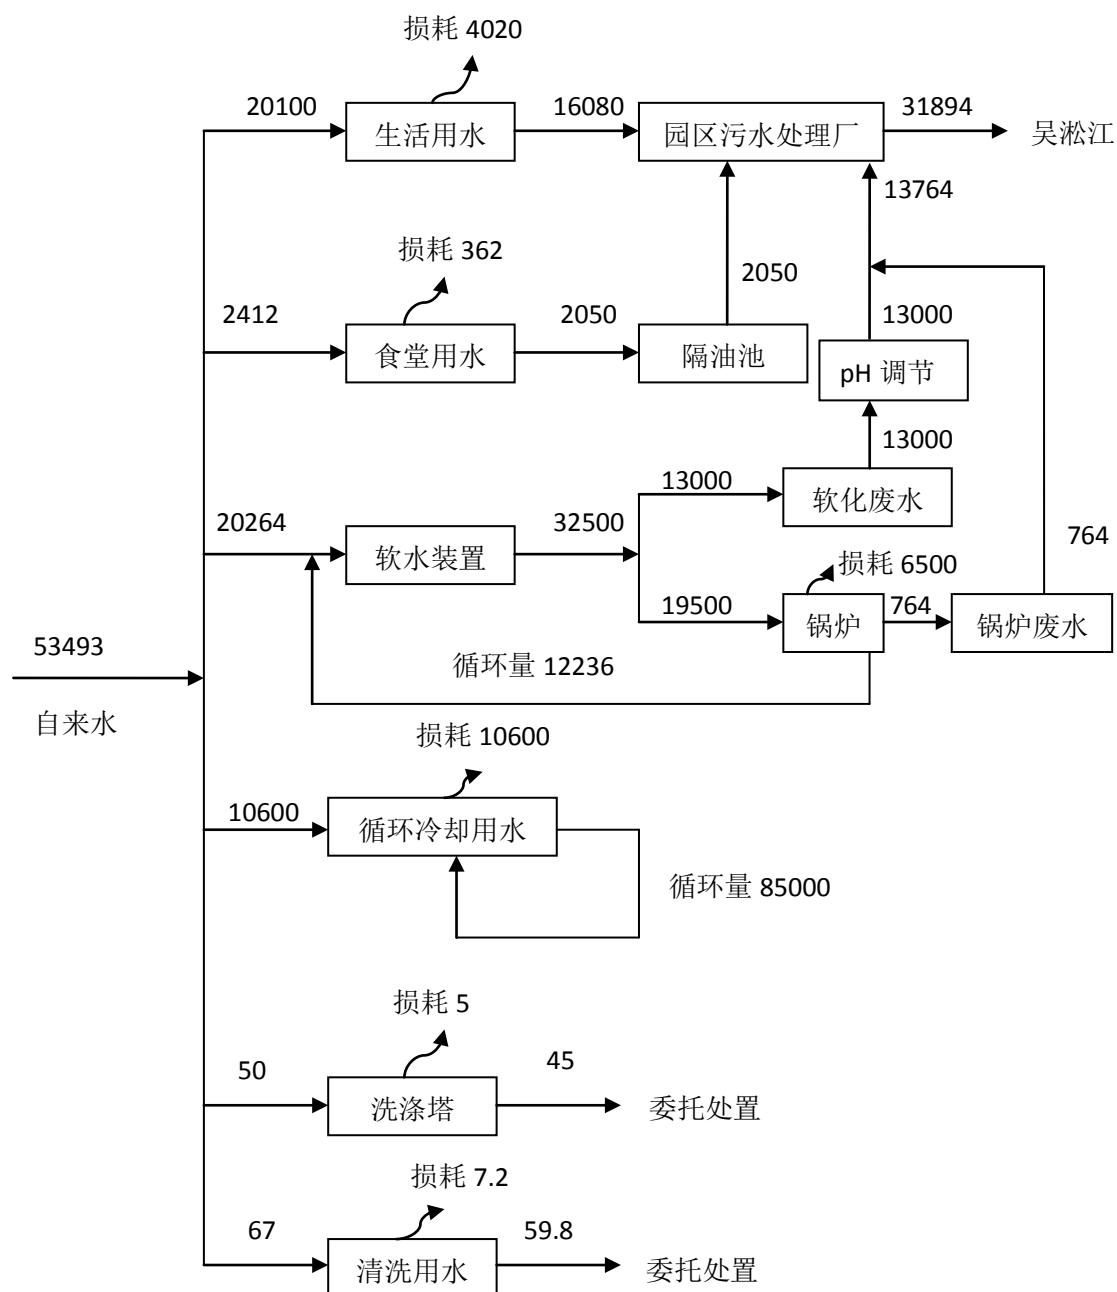 损耗 4020
20100
生活用水
16080
园区污水处理厂
31894
吴淞江
13764
损耗 362
2050
2412
食堂用水
2050
隔油池
13000
pH 调节
13000
20264
软水装置
32500
13000
软化废水
764
损耗 6500
19500
锅炉
764
锅炉废水
53493
自来水
循环量 12236
损耗 10600
10600
循环冷却用水
循环量 85000
损耗 5
50
洗涤塔
45
委托处置
损耗 7.2
67
清洗用水
59.8
委托处置